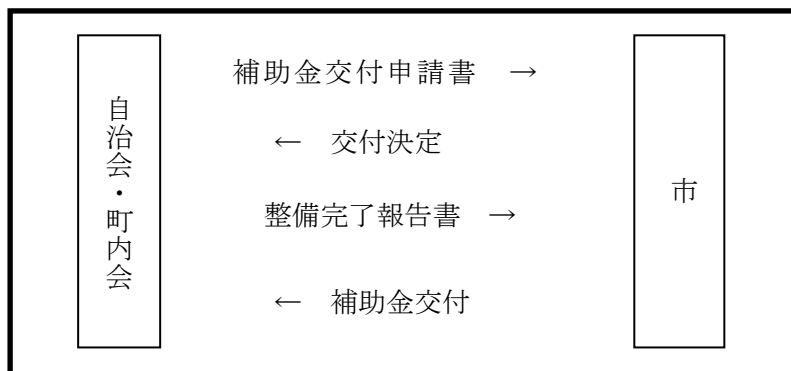 自治会・町内会
補助金交付申請書 →
← 交付決定
整備完了報告書 →
← 補助金交付
市